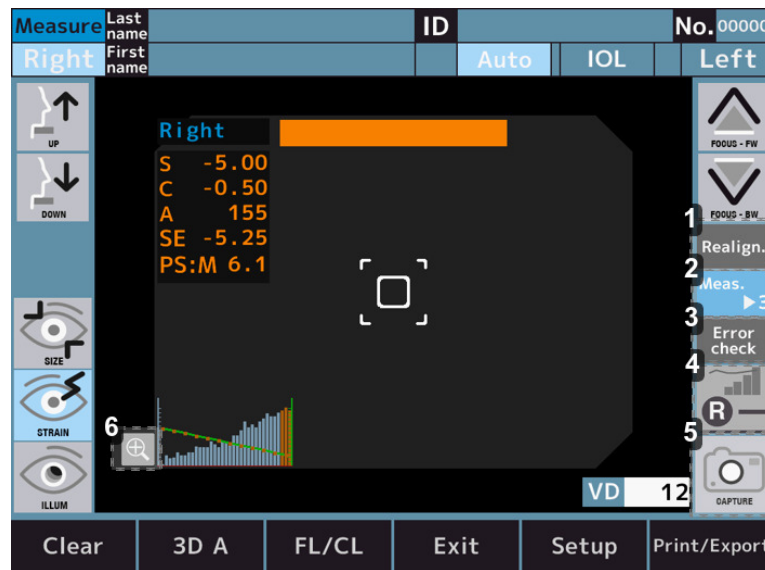 Measure Last name ID No. 00000
Right First name Auto IOL Left
UP
DOWN
SIZE
STRAIN
ILLUM
Right
S -5.00
C -0.50
A 155
SE -5.25
PS:M 6.1
FOCUS - FW
FOCUS - BW
1
Realign.
2
Meas.
▶3
3
Error
check
4
R
5
CAPTURE
6
VD 12
Clear 3D A FL/CL Exit Setup Print/Export